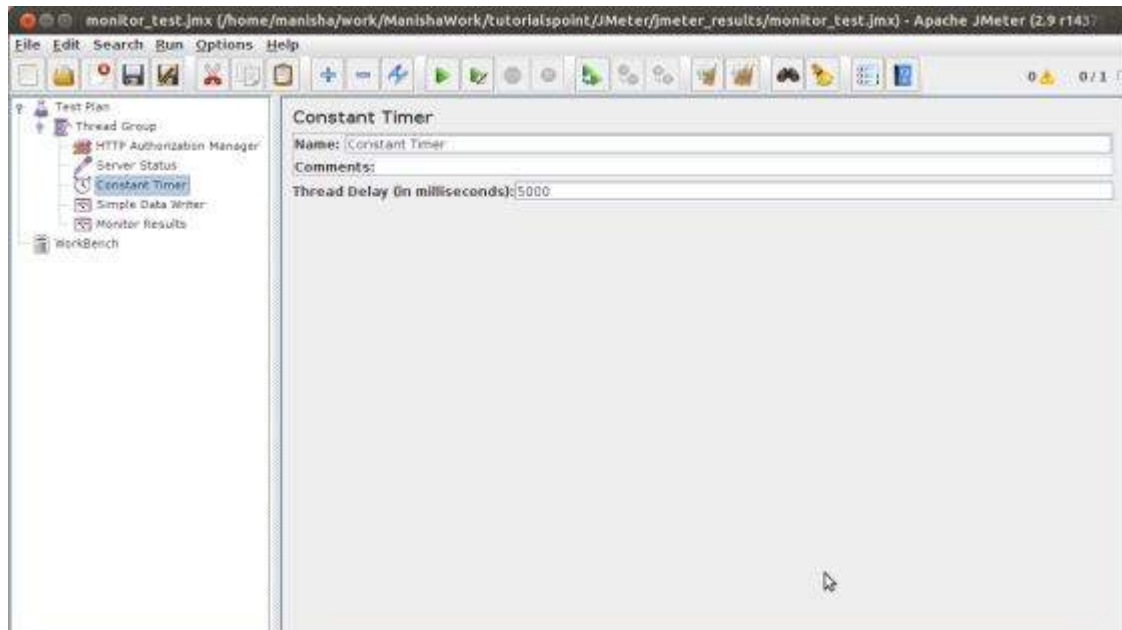 monitor_test.jmx (/home/manisha/work/ManishaWork/tutorialspoint/JMeter/jmeter_results/monitor_test.jmx) - Apache JMeter (2.9 r1437
File Edit Search Run Options Help
0 0/1
Test Plan
Thread Group
HTTP Authorization Manager
Server Status
Constant Timer
Simple Data Writer
Monitor Results
WorkBench
Constant Timer
Name: Constant Timer
Comments:
Thread Delay (in milliseconds): 5000